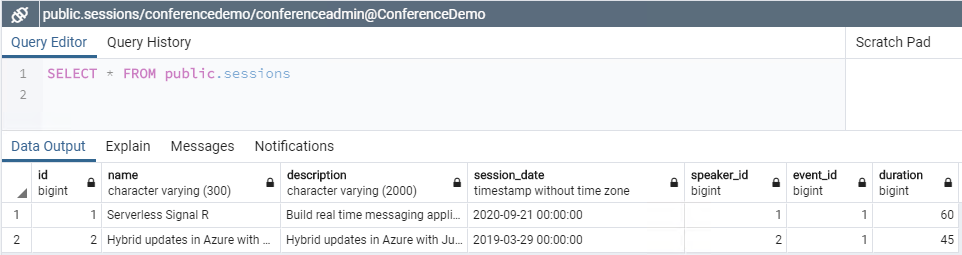 public.sessions/conferencedemo/conferenceadmin@ConferenceDemo
Query Editor Query History Scratch Pad
1 SELECT * FROM public.sessions
2
Data Output Explain Messages Notifications
id name description session_date speaker_id event_id duration
bigint character varying (300) character varying (2000) timestamp without time zone bigint bigint bigint
1 1 Serverless Signal R Build real time messaging appli... 2020-09-21 00:00:00 1 1 60
2 2 Hybrid updates in Azure with ... Hybrid updates in Azure with Ju... 2019-03-29 00:00:00 2 1 45